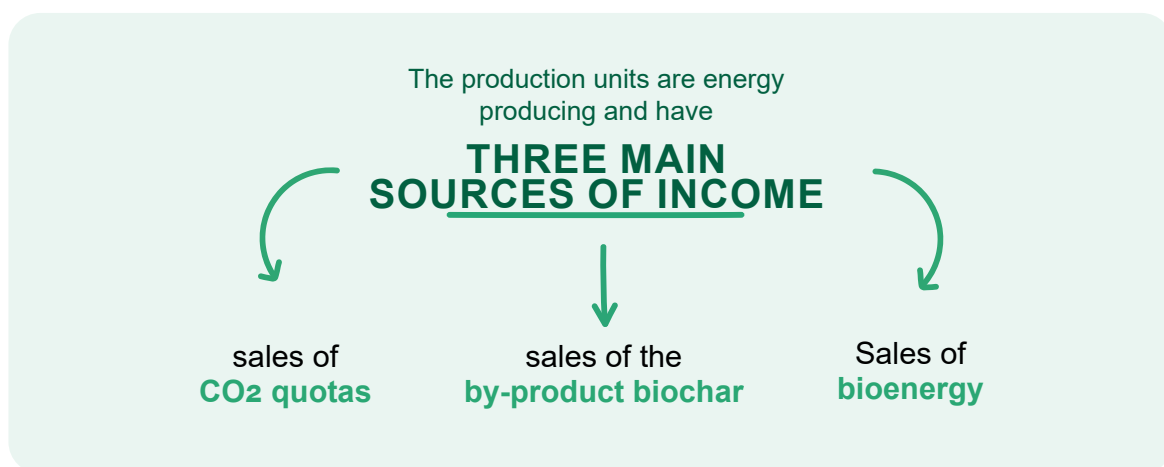 The production units are energy
producing and have
THREE MAIN
SOURCES OF INCOME
sales of
CO2 quotas
sales of the
by-product biochar
Sales of
bioenergy